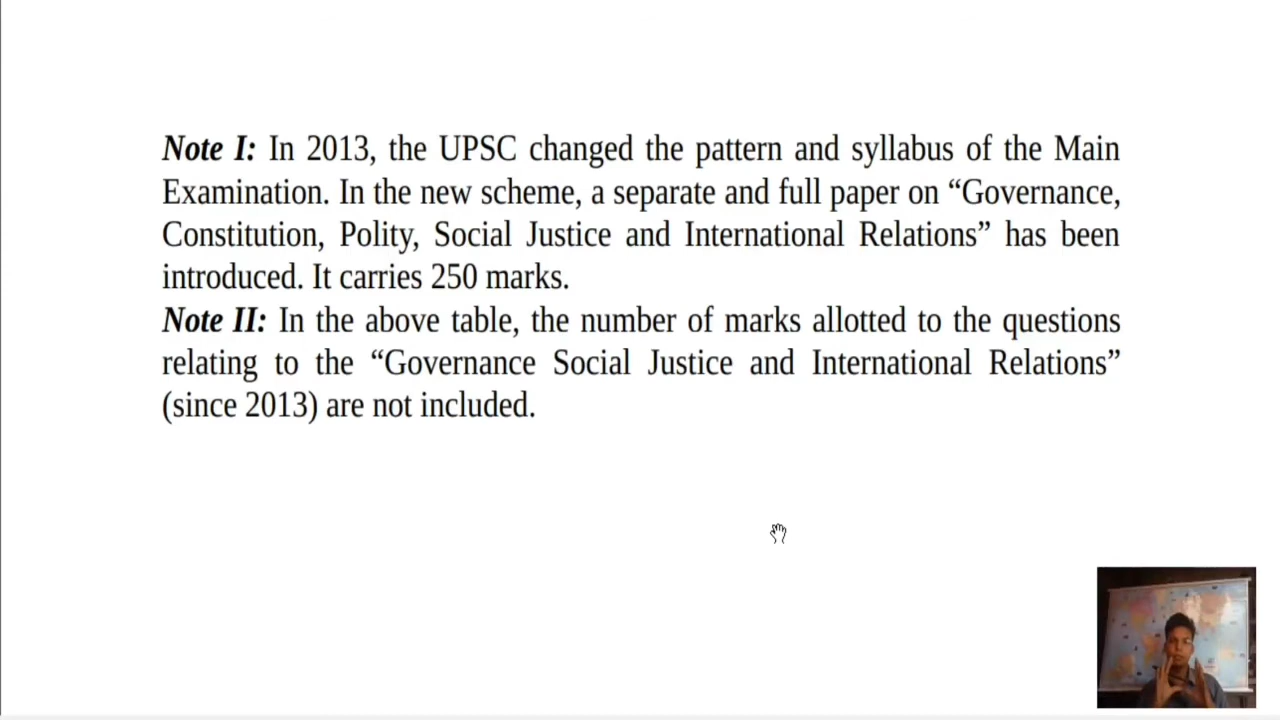 Note I: In 2013, the UPSC changed the pattern and syllabus of the Main
Examination. In the new scheme, a separate and full paper on “Governance,
Constitution, Polity, Social Justice and International Relations” has been
introduced. It carries 250 marks.
Note II: In the above table, the number of marks allotted to the questions
relating to the “Governance Social Justice and International Relations”
(since 2013) are not included.